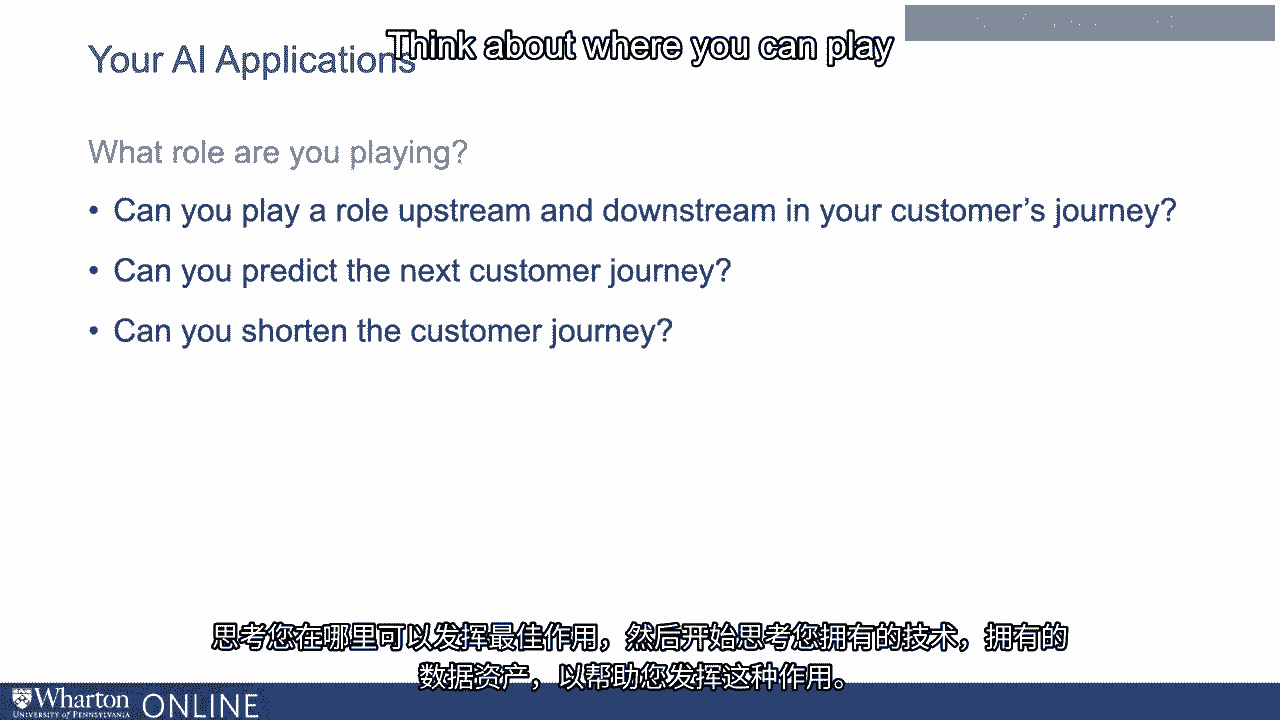 Think about where you can play
Your AI Applications
What role are you playing?
• Can you play a role upstream and downstream in your customer's journey?
• Can you predict the next customer journey?
• Can you shorten the customer journey?
思考您在哪里可以发挥最佳作用，然后开始思考您拥有的技术，拥有的
数据资产，以帮助您发挥这种作用。
Wharton ONLINE
UNIVERSITY of PENNSYLVANIA